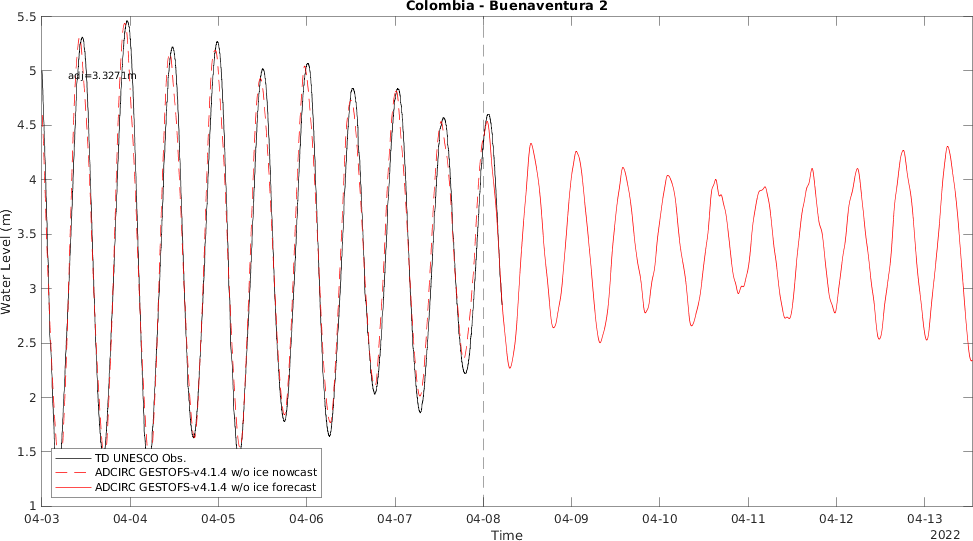 Colombia - Buenaventura 2
5.5
5
4.5
4
3.5
3
2.5
2
1.5
1
Water Level (m)
adj=3.3271m
TD UNESCO Obs.
ADCIRC GESTOFS-v4.1.4 w/o ice nowcast
ADCIRC GESTOFS-v4.1.4 w/o ice forecast
04-03 04-04 04-05 04-06 04-07 04-08 04-09 04-10 04-11 04-12 04-13
Time
2022